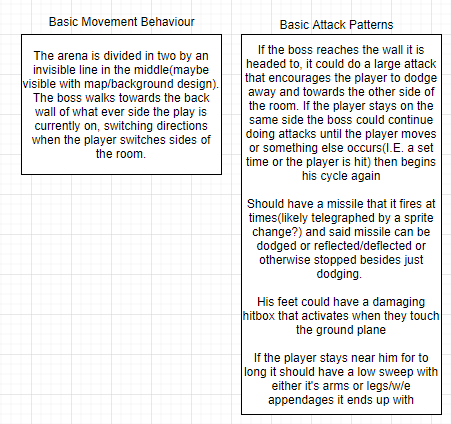 Basic Movement Behaviour
The arena is divided in two by an
invisible line in the middle(maybe
visible with map/background design).
The boss walks towards the back
wall of what ever side the play is
currently on, switching directions
when the player switches sides of
the room.
Basic Attack Patterns
If the boss reaches the wall it is
headed to, it could do a large attack
that encourages the player to dodge
away and towards the other side of
the room. If the player stays on the
same side the boss could continue
doing attacks until the player moves
or something else occurs(I.E. a set
time or the player is hit) then begins
his cycle again
Should have a missile that it fires at
times(likely telegraphed by a sprite
change?) and said missile can be
dodged or reflected/deflected or
otherwise stopped besides just
dodging.
His feet could have a damaging
hitbox that activates when they touch
the ground plane
If the player stays near him for to
long it should have a low sweep with
either it's arms or legs/w/e
appendages it ends up with